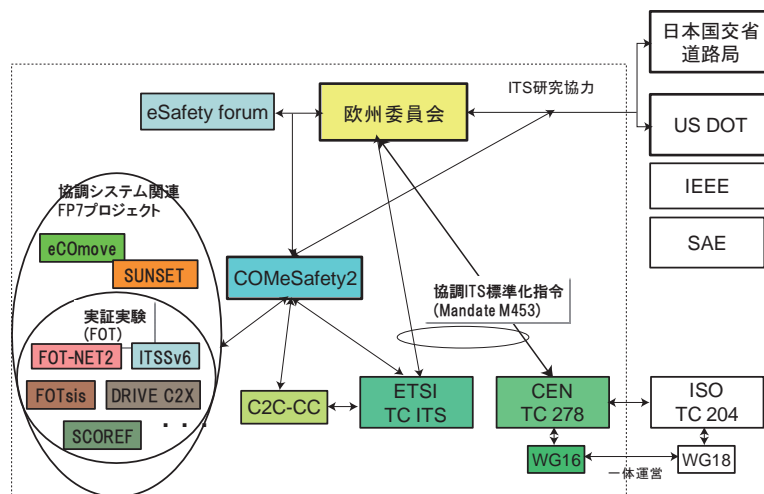 日本国交省
道路局
ITS研究協力
eSafety forum
欧州委員会
US DOT
IEEE
SAE
協調システム関連
FP7プロジェクト
eCOmove
SUNSET
COMeSafety2
協調ITS標準化指令
(Mandate M453)
実証実験
(FOT)
FOT-NET2
ITSSv6
FOTsis
DRIVE C2X
SCOREF
・・・
C2C-CC
ETSI
TC ITS
CEN
TC 278
ISO
TC 204
WG16
一体運営
WG18